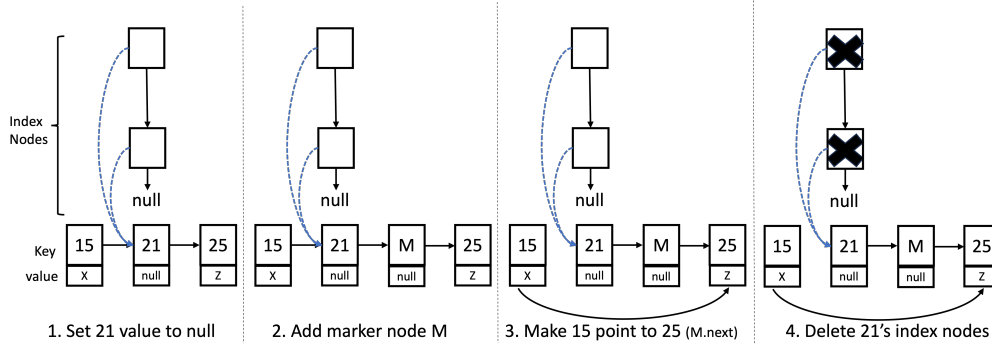 Index
Nodes
null
null
null
null
Key
15
21
25
15
21
M
25
15
21
M
25
15
21
M
25
value
X
null
Z
X
null
null
Z
X
null
null
Z
X
null
null
Z
1. Set 21 value to null
2. Add marker node M
3. Make 15 point to 25 (M.next)
4. Delete 21's index nodes